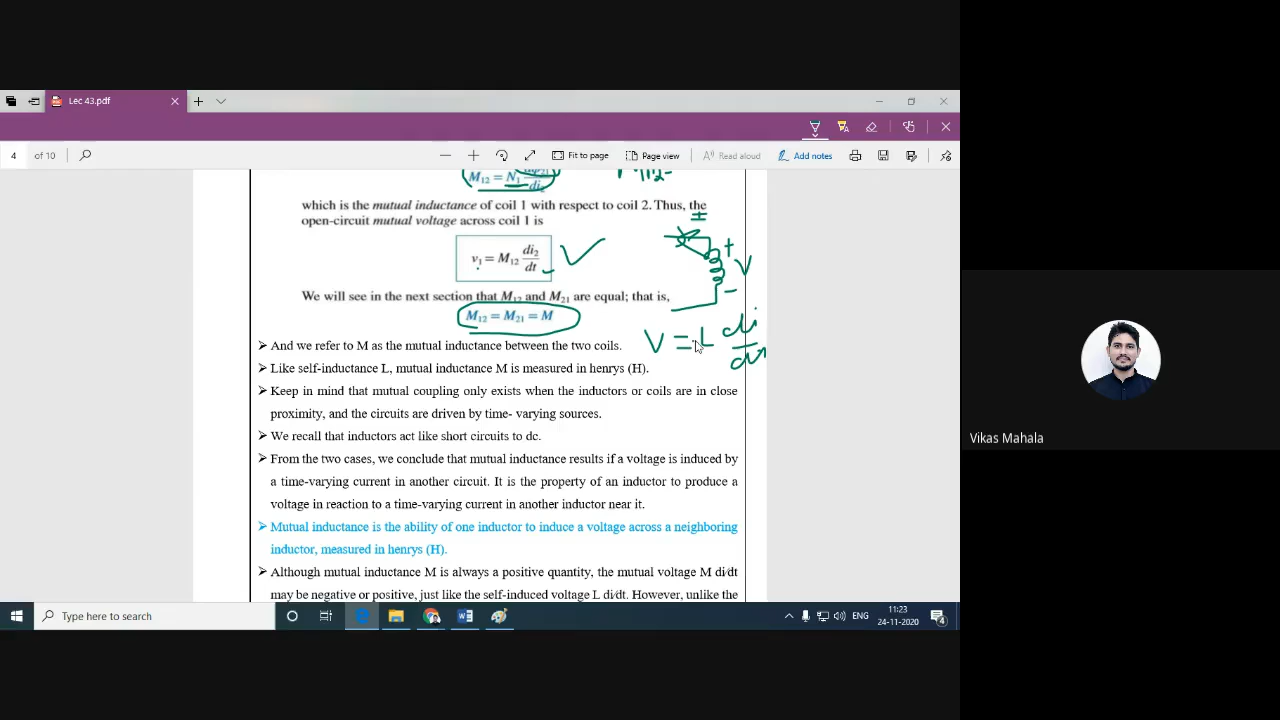 Lec 43.pdf
4 of 10
Fit to page
Page view
Read aloud
Add notes
M12 = N1
which is the mutual inductance of coil 1 with respect to coil 2. Thus, the
open-circuit mutual voltage across coil 1 is
±
+
v1 = M12 di2/dt
V
−
We will see in the next section that M12 and M21 are equal; that is,
M12 = M21 = M
V = L di/dt
➢ And we refer to M as the mutual inductance between the two coils.
➢ Like self-inductance L, mutual inductance M is measured in henrys (H).
➢ Keep in mind that mutual coupling only exists when the inductors or coils are in close
proximity, and the circuits are driven by time- varying sources.
➢ We recall that inductors act like short circuits to dc.
➢ From the two cases, we conclude that mutual inductance results if a voltage is induced by
a time-varying current in another circuit. It is the property of an inductor to produce a
voltage in reaction to a time-varying current in another inductor near it.
➢ Mutual inductance is the ability of one inductor to induce a voltage across a neighboring
inductor, measured in henrys (H).
➢ Although mutual inductance M is always a positive quantity, the mutual voltage M di∕dt
may be negative or positive, just like the self-induced voltage L di∕dt. However, unlike the
Vikas Mahala
Type here to search
ENG
11:23
24-11-2020
4